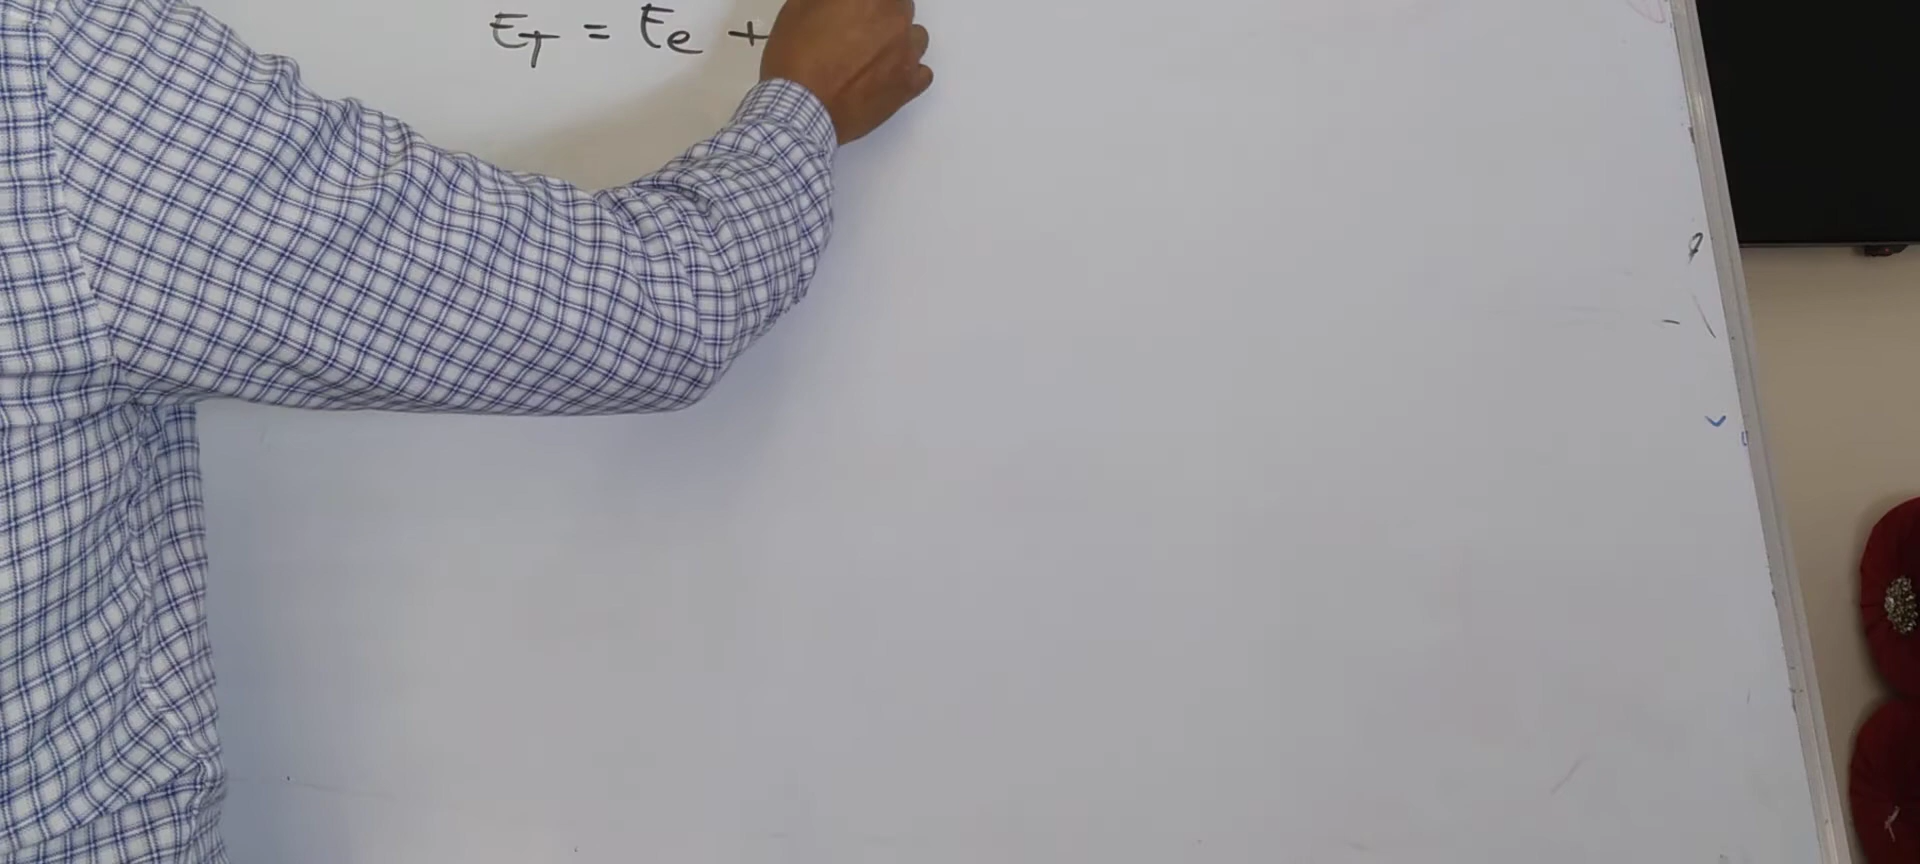 E_T = E_e +